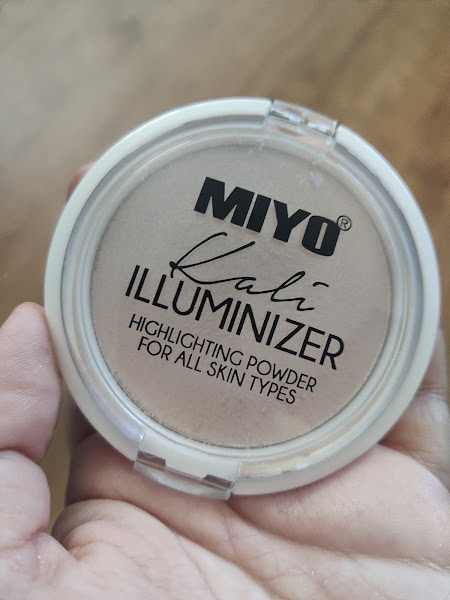 MIYO®
Kali
ILLUMINIZER
HIGHLIGHTING POWDER
FOR ALL SKIN TYPES